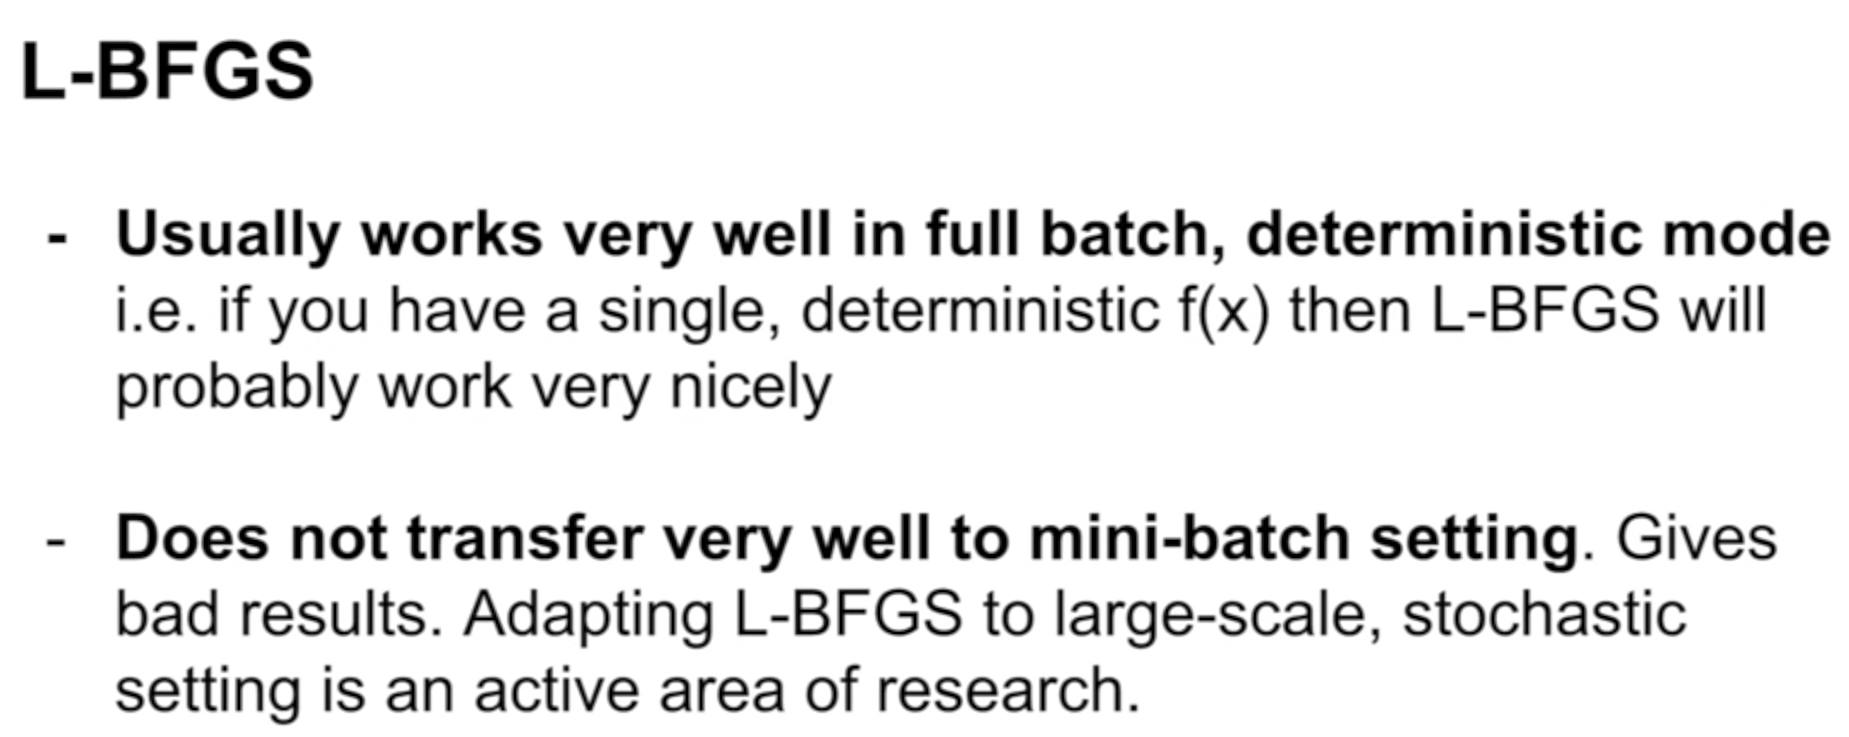 L-BFGS
- Usually works very well in full batch, deterministic mode
i.e. if you have a single, deterministic f(x) then L-BFGS will
probably work very nicely
- Does not transfer very well to mini-batch setting. Gives
bad results. Adapting L-BFGS to large-scale, stochastic
setting is an active area of research.